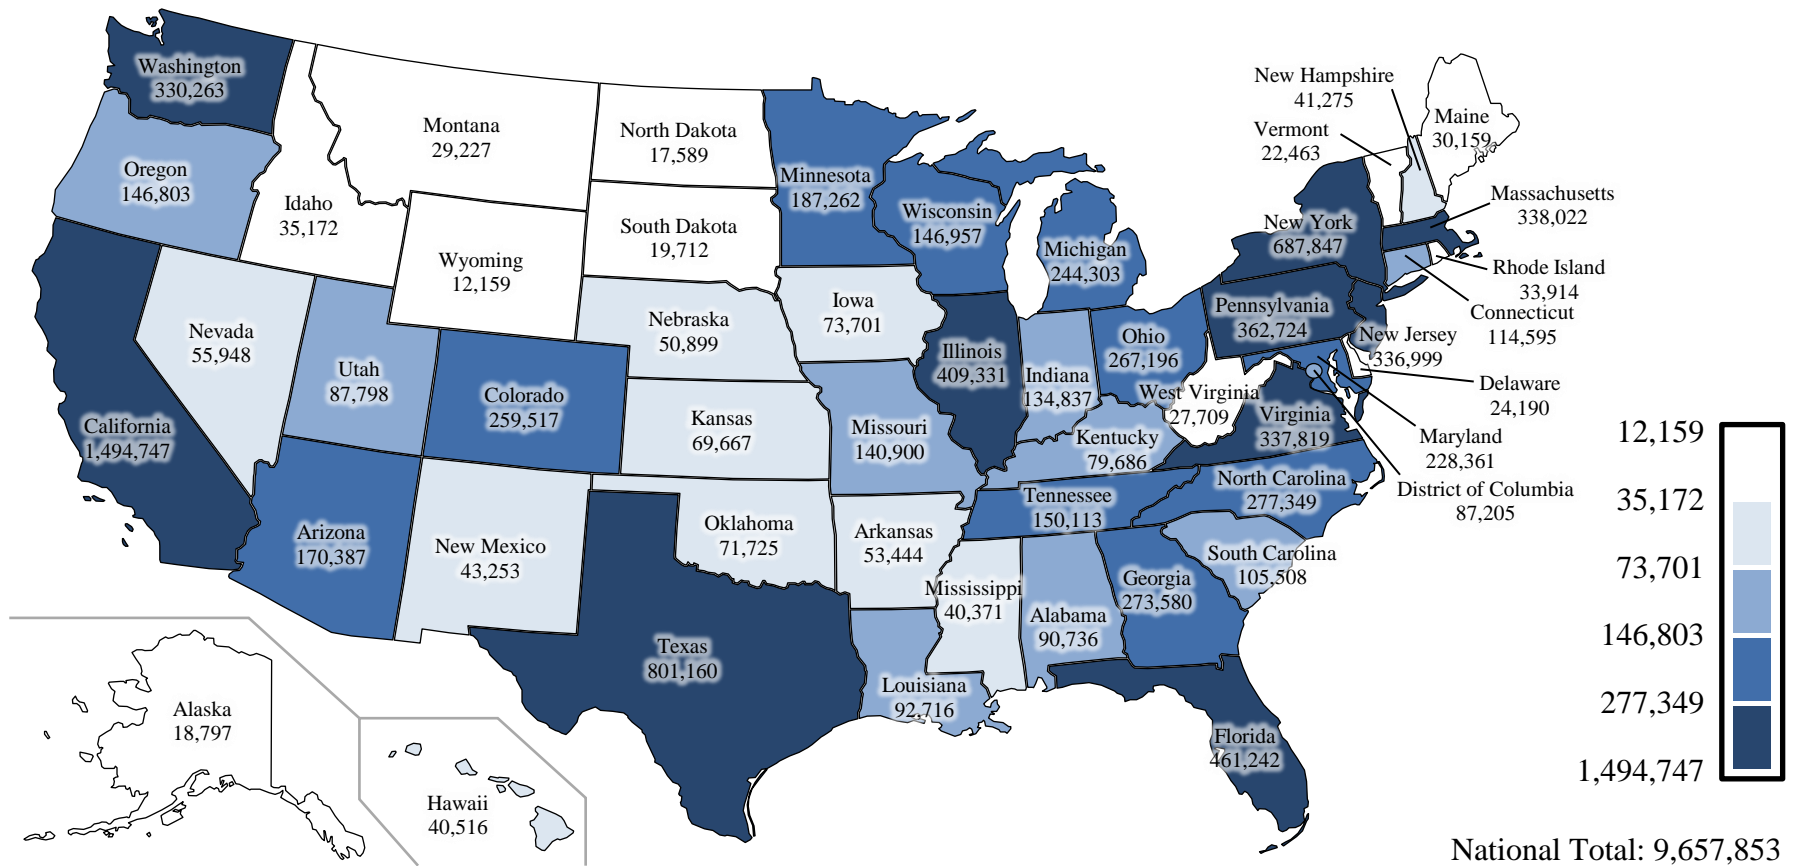 Washington
330,263
Oregon
146,803
California
1,494,747
Idaho
35,172
Nevada
55,948
Montana
29,227
Wyoming
12,159
Utah
87,798
Colorado
259,517
Arizona
170,387
New Mexico
43,253
North Dakota
17,589
South Dakota
19,712
Nebraska
50,899
Kansas
69,667
Oklahoma
71,725
Texas
801,160
Minnesota
187,262
Iowa
73,701
Missouri
140,900
Arkansas
53,444
Louisiana
92,716
Wisconsin
146,957
Illinois
409,331
Michigan
244,303
Indiana
134,837
Ohio
267,196
Kentucky
79,686
Tennessee
150,113
Mississippi
40,371
Alabama
90,736
Georgia
273,580
Florida
461,242
South Carolina
105,508
North Carolina
277,349
Virginia
337,819
West Virginia
27,709
Pennsylvania
362,724
New York
687,847
New Hampshire
41,275
Vermont
22,463
Maine
30,159
Massachusetts
338,022
Rhode Island
33,914
Connecticut
114,595
New Jersey
336,999
Delaware
24,190
Maryland
228,361
District of Columbia
87,205
Alaska
18,797
Hawaii
40,516
12,159
35,172
73,701
146,803
277,349
1,494,747
National Total: 9,657,853